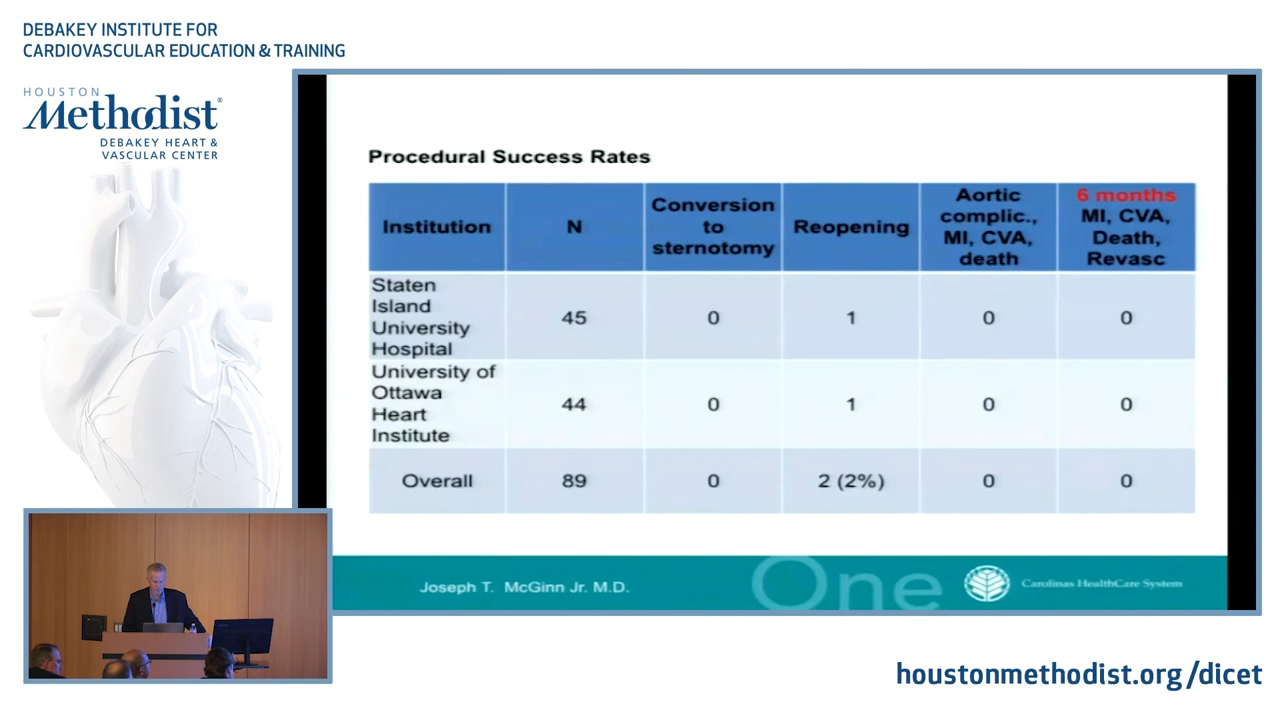 DEBAKEY INSTITUTE FOR
CARDIOVASCULAR EDUCATION & TRAINING
HOUSTON
Methodist®
DEBAKEY HEART &
VASCULAR CENTER
Procedural Success Rates
Institution
N
Conversion
to
sternotomy
Reopening
Aortic
complic.,
MI, CVA,
death
6 months
MI, CVA,
Death,
Revasc
Staten
Island
University
Hospital
45
0
1
0
0
University of
Ottawa
Heart
Institute
44
0
1
0
0
Overall
89
0
2 (2%)
0
0
Joseph T. McGinn Jr. M.D.
One
Carolinas HealthCare System
houstonmethodist.org/dicet